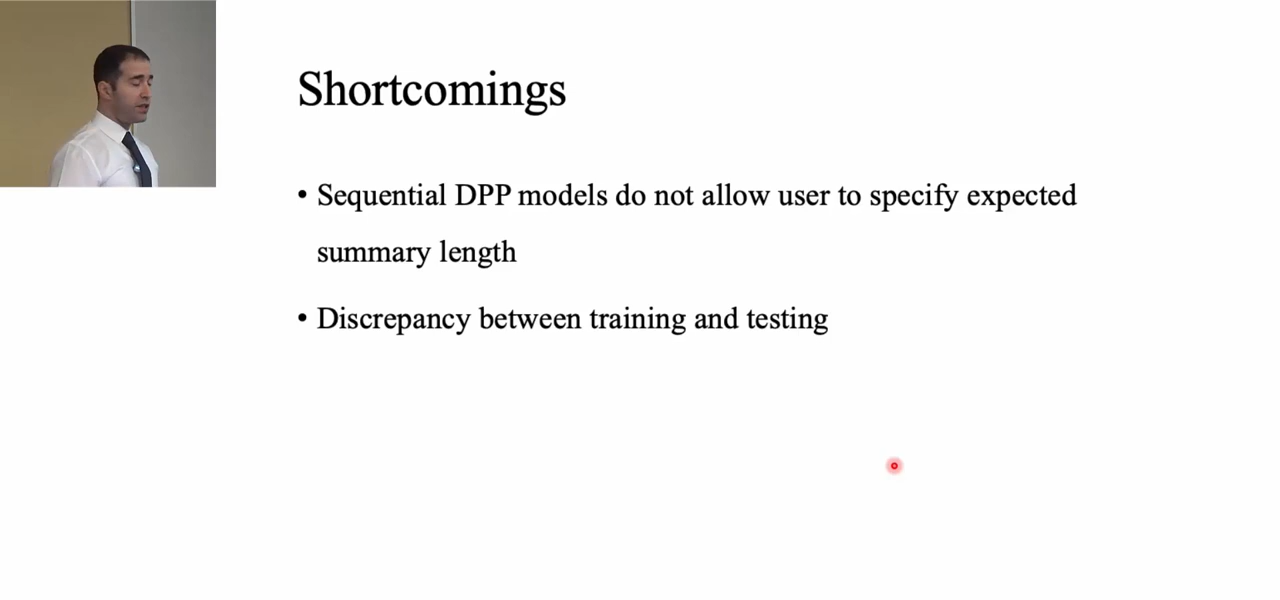 Shortcomings
• Sequential DPP models do not allow user to specify expected
summary length
• Discrepancy between training and testing